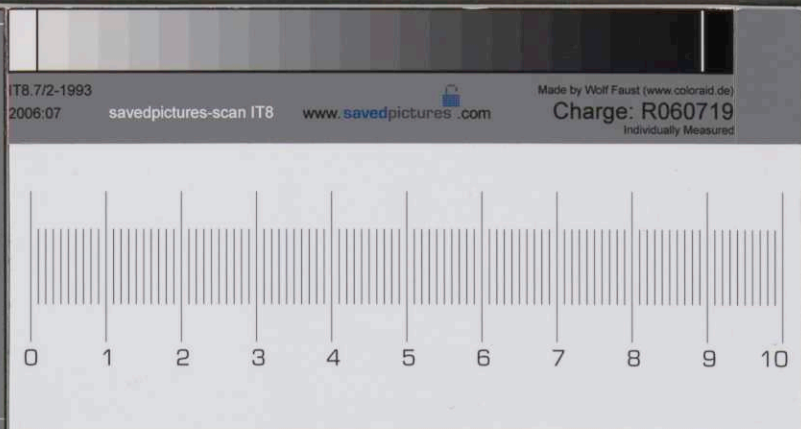 IT8.7/2-1993
2006:07
savedpictures-scan IT8
www.savedpictures.com
Made by Wolf Faust (www.coloraid.de)
Charge: R060719
Individually Measured
0 1 2 3 4 5 6 7 8 9 10